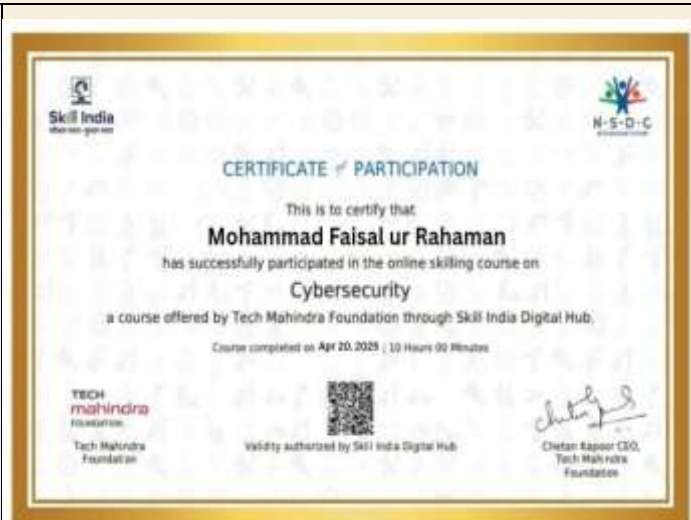 Skill India
N·S·D·C
CERTIFICATE of PARTICIPATION
This is to certify that
Mohammad Faisal ur Rahaman
has successfully participated in the online skilling course on
Cybersecurity
a course offered by Tech Mahindra Foundation through Skill India Digital Hub.
Course completed on Apr 20, 2025 | 10 Hours 00 Minutes
TECH
mahindra
FOUNDATION
Tech Mahindra
Foundation
Validity authorized by Skill India Digital Hub
Chetan Kapoor CEO,
Tech Mahindra
Foundation